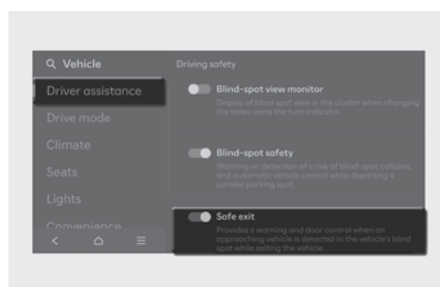 Vehicle
Driver assistance
Drive mode
Climate
Seats
Lights
Convenience
Driving safety
Blind-spot view monitor
Display of blind spot view in the cluster when changing
the lanes using the turn indicator.
Blind-spot safety
Warning on detection of a risk of blind-spot collision,
and automatic vehicle control while departing a
parallel parking spot.
Safe exit
Provides a warning and door control when an
approaching vehicle is detected in the vehicle's blind
spot while exiting the vehicle.